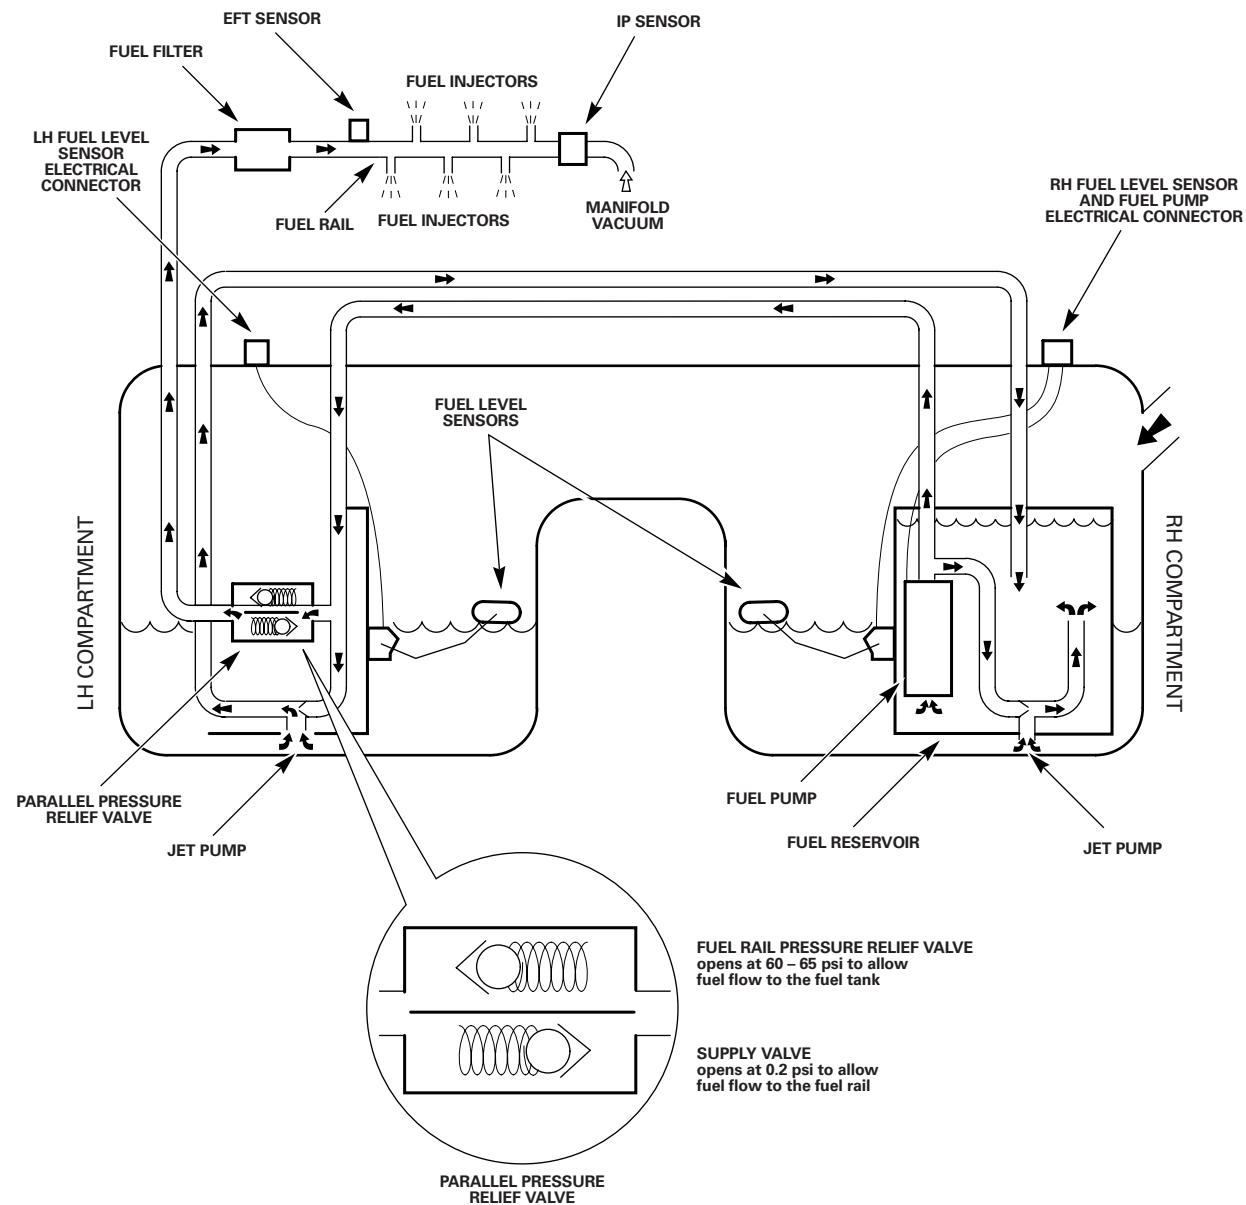 EFT SENSOR
IP SENSOR
FUEL FILTER
FUEL INJECTORS
LH FUEL LEVEL
SENSOR
ELECTRICAL
CONNECTOR
RH FUEL LEVEL SENSOR
AND FUEL PUMP
ELECTRICAL CONNECTOR
FUEL RAIL
FUEL INJECTORS
MANIFOLD
VACUUM
FUEL LEVEL
SENSORS
LH COMPARTMENT
RH COMPARTMENT
PARALLEL PRESSURE
RELIEF VALVE
JET PUMP
FUEL PUMP
FUEL RESERVOIR
JET PUMP
FUEL RAIL PRESSURE RELIEF VALVE
opens at 60 – 65 psi to allow
fuel flow to the fuel tank
SUPPLY VALVE
opens at 0.2 psi to allow
fuel flow to the fuel rail
PARALLEL PRESSURE
RELIEF VALVE